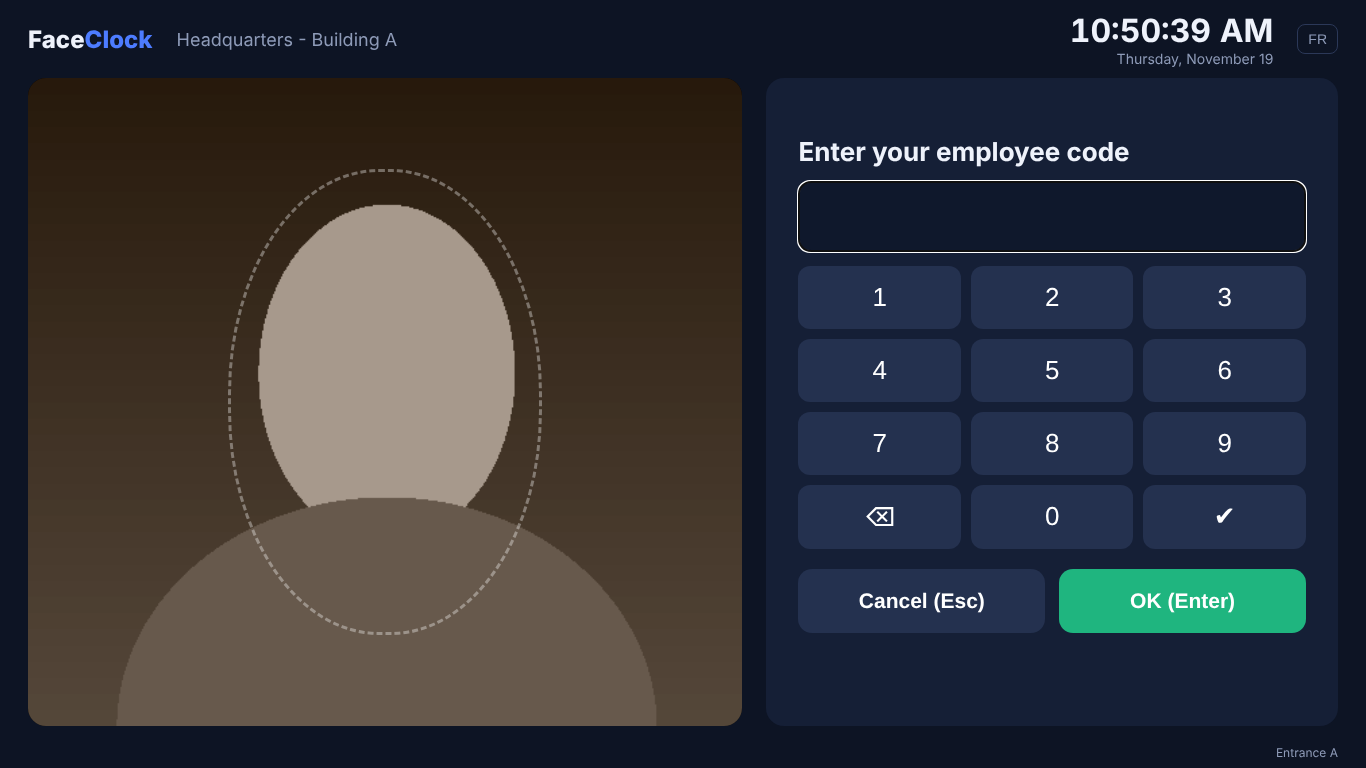 FaceClock
Headquarters - Building A
10:50:39 AM
Thursday, November 19
FR
Enter your employee code
1 2 3
4 5 6
7 8 9
⌫ 0 ✔
Cancel (Esc)
OK (Enter)
Entrance A